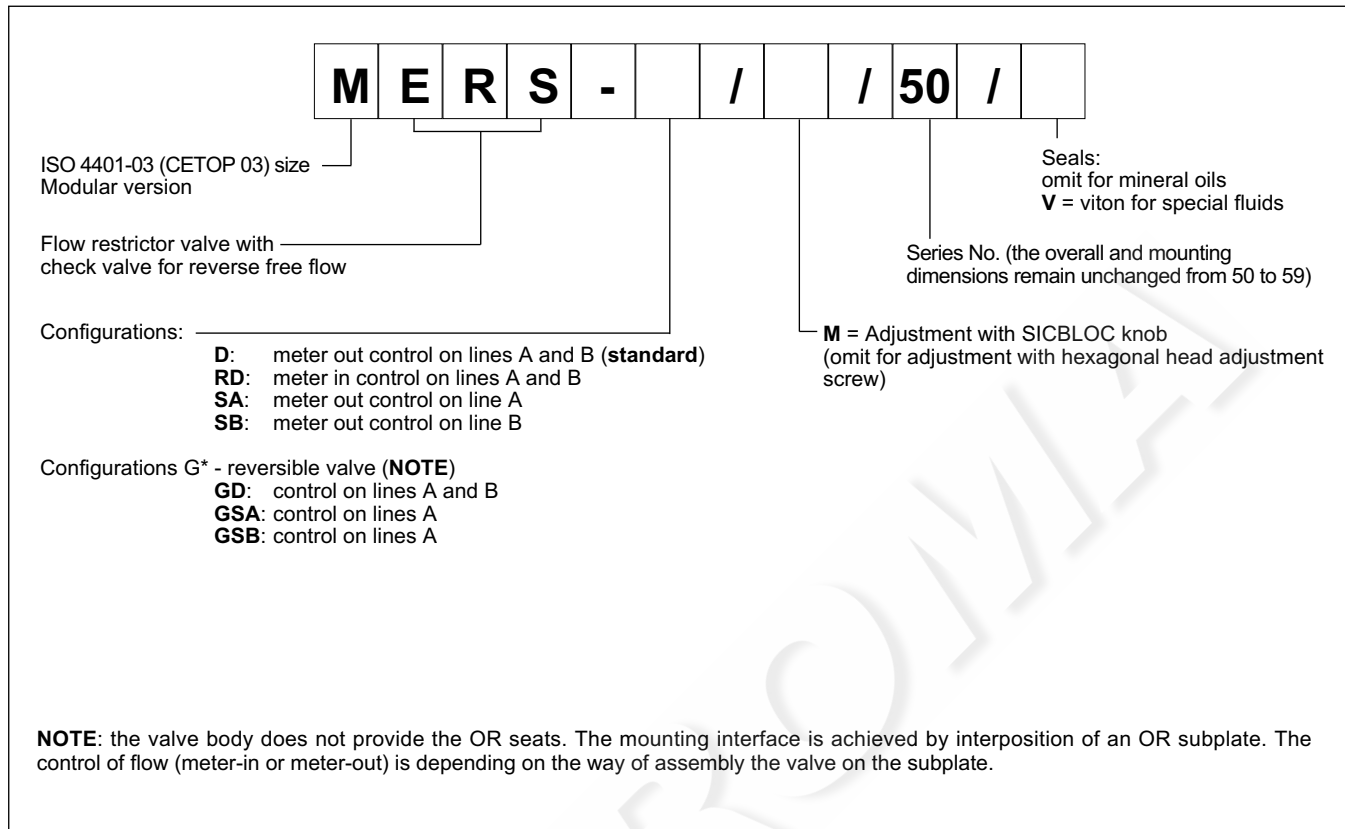 M E R S - / / 50 /
ISO 4401-03 (CETOP 03) size
Modular version
Flow restrictor valve with
check valve for reverse free flow
Configurations:
D: meter out control on lines A and B (standard)
RD: meter in control on lines A and B
SA: meter out control on line A
SB: meter out control on line B
Configurations G* - reversible valve (NOTE)
GD: control on lines A and B
GSA: control on lines A
GSB: control on lines A
Seals:
omit for mineral oils
V = viton for special fluids
Series No. (the overall and mounting
dimensions remain unchanged from 50 to 59)
M = Adjustment with SICBLOC knob
(omit for adjustment with hexagonal head adjustment
screw)
NOTE: the valve body does not provide the OR seats. The mounting interface is achieved by interposition of an OR subplate. The
control of flow (meter-in or meter-out) is depending on the way of assembly the valve on the subplate.